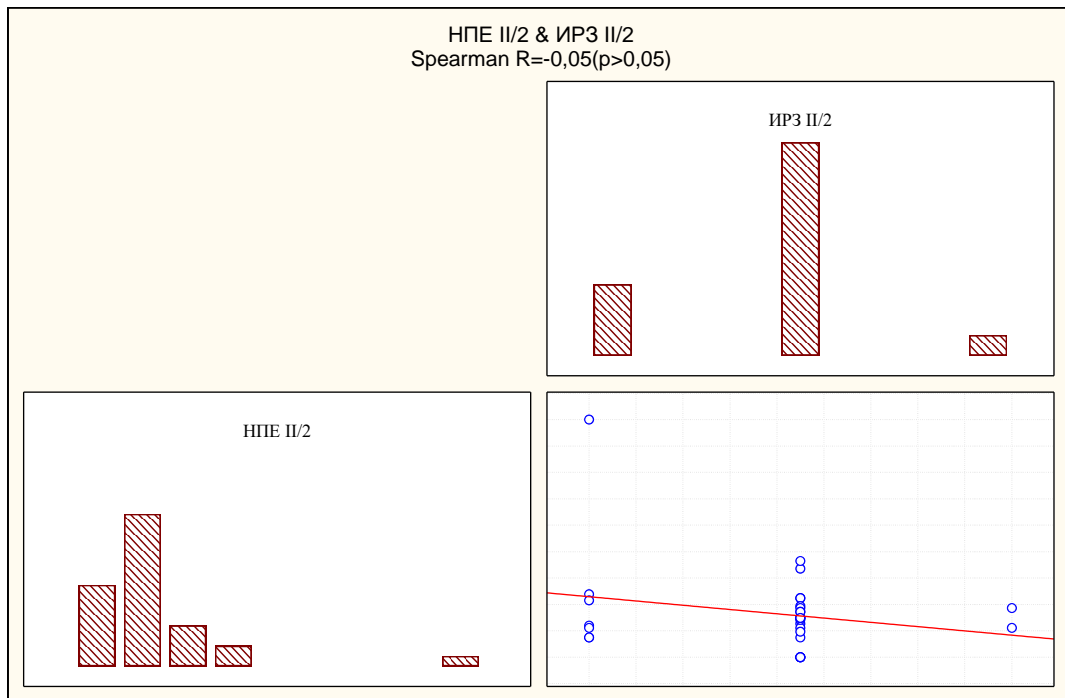 НПЕ II/2 & ИРЗ II/2
Spearman R=-0,05(p>0,05)
ИРЗ II/2
НПЕ II/2